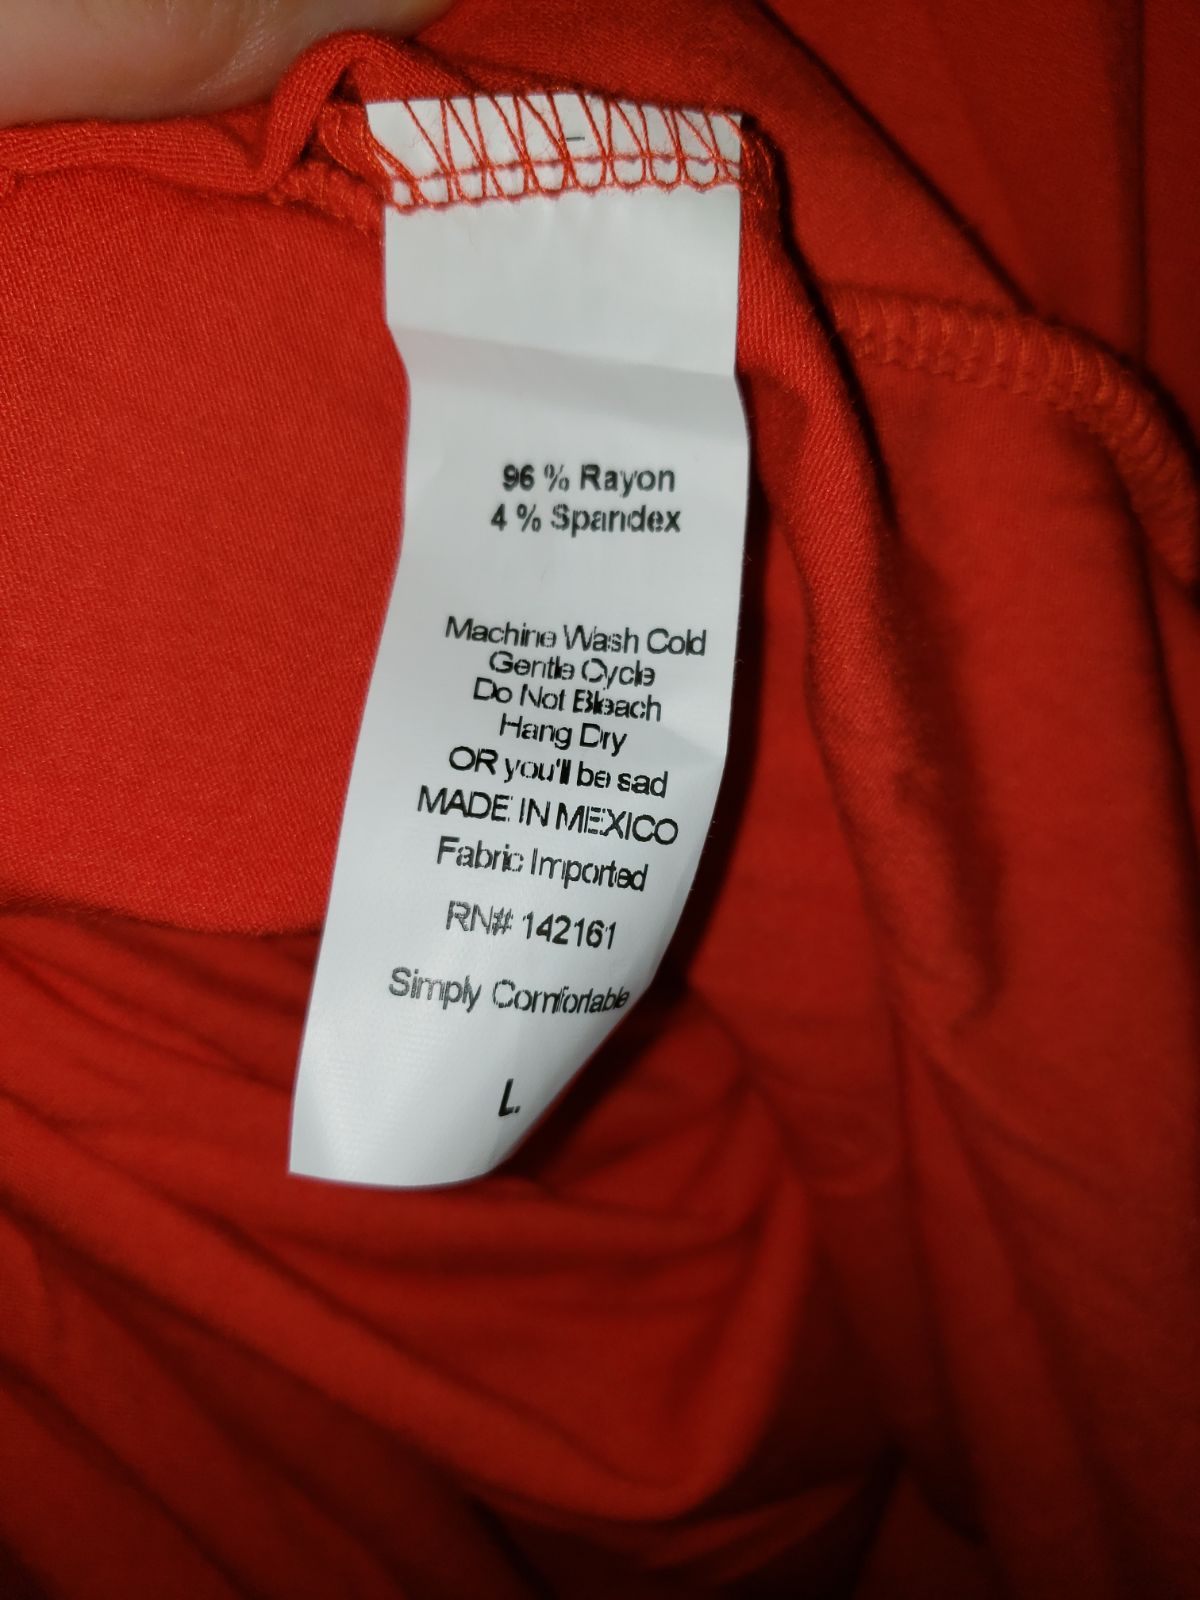 96 % Rayon
4 % Spandex
Machine Wash Cold
Gentle Cycle
Do Not Bleach
Hang Dry
OR you'll be sad
MADE IN MEXICO
Fabric Imported
RN# 142161
Simply Comfortable
L